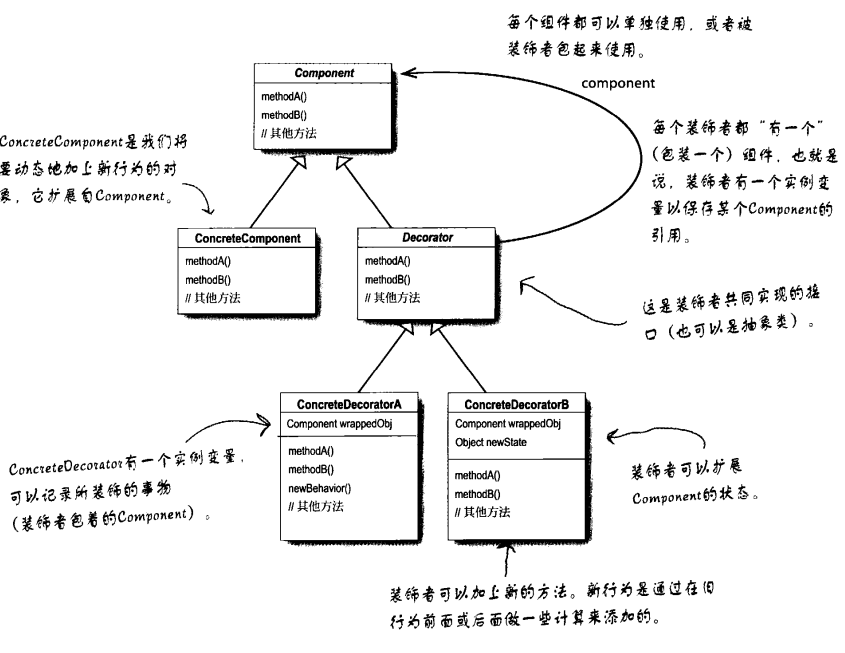 每个组件都可以单独使用，或者被
装饰者包起来使用。
Component
methodA()
methodB()
// 其他方法
component
ConcreteComponent是我们将
要动态地加上新行为的对
象，它扩展自Component。
每个装饰者都“有一个”
（包装一个）组件，也就是
说，装饰者有一个实例变
量以保存某个Component的
引用。
ConcreteComponent
methodA()
methodB()
// 其他方法
Decorator
methodA()
methodB()
// 其他方法
这是装饰者共同实现的接
口（也可以是抽象类）。
ConcreteDecoratorA
Component wrappedObj
methodA()
methodB()
newBehavior()
// 其他方法
ConcreteDecoratorB
Component wrappedObj
Object newState
methodA()
methodB()
// 其他方法
ConcreteDecorator有一个实例变量，
可以记录所装饰的事物
（装饰者包着的Component）。
装饰者可以扩展
Component的状态。
装饰者可以加上新的方法。新行为是通过在旧
行为前面或后面做一些计算来添加的。